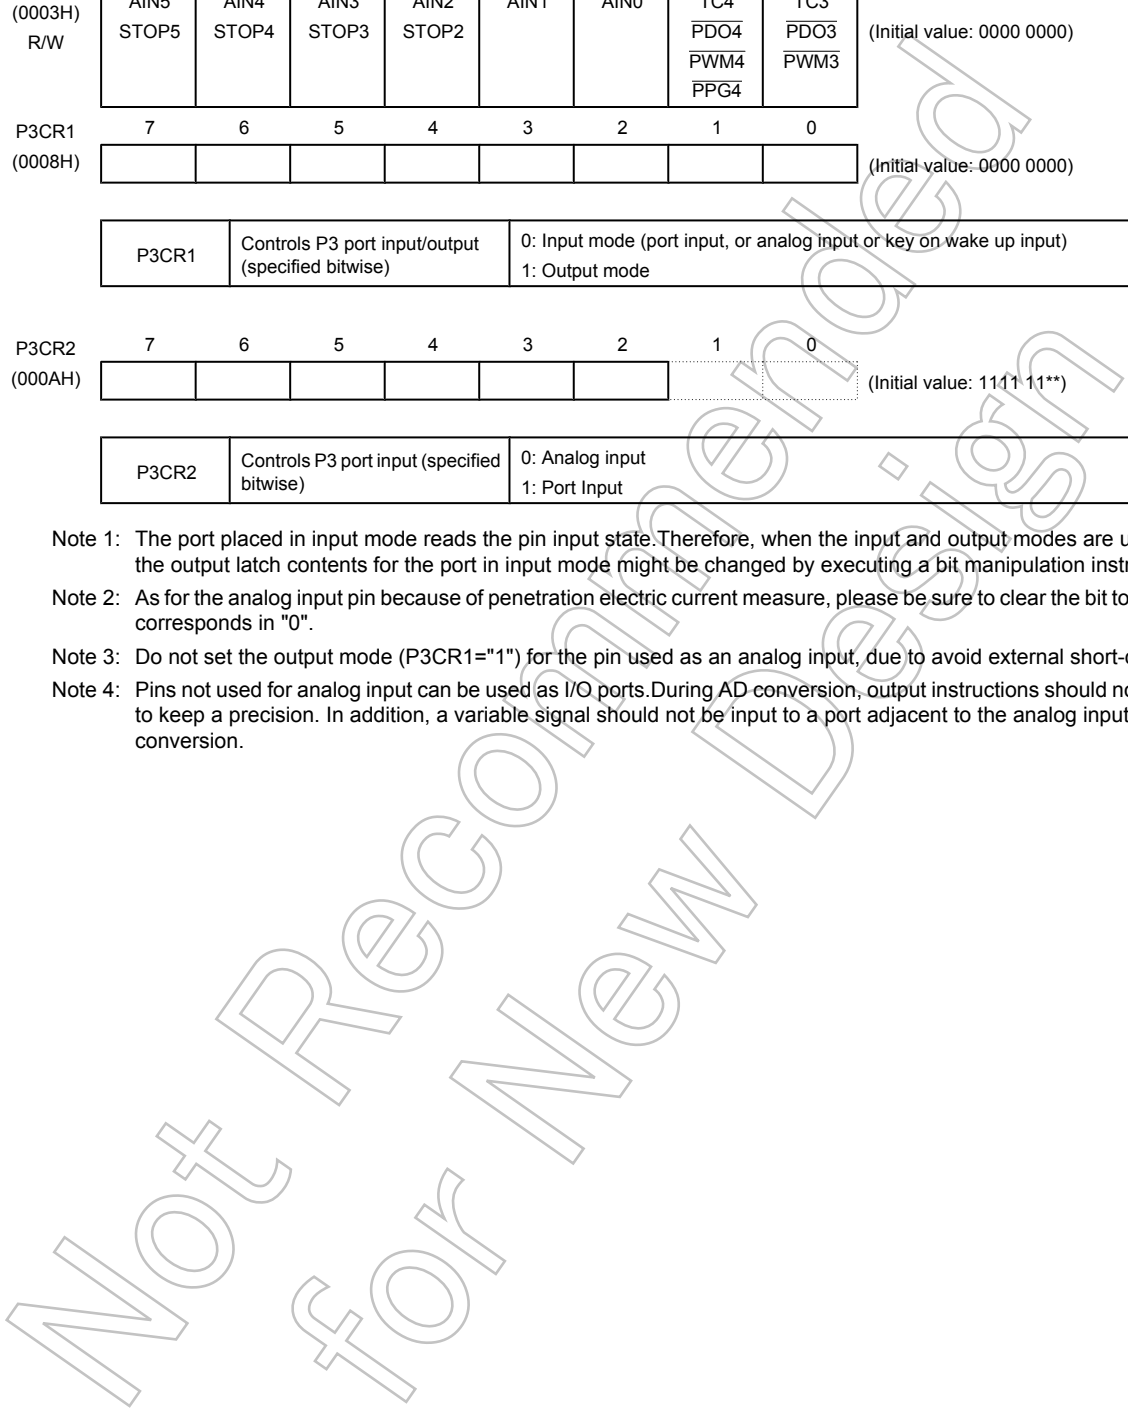 (0003H) AIN5 AIN4 AIN3 AIN2 AIN1 AIN0 TC4 TC3
R/W STOP5 STOP4 STOP3 STOP2 PDO4 PDO3 (Initial value: 0000 0000)
PWM4 PWM3
PPG4
P3CR1 7 6 5 4 3 2 1 0
(0008H) (Initial value: 0000 0000)
P3CR1 Controls P3 port input/output 0: Input mode (port input, or analog input or key on wake up input)
(specified bitwise) 1: Output mode
P3CR2 7 6 5 4 3 2 1 0
(000AH) (Initial value: 1111 11**)
P3CR2 Controls P3 port input (specified 0: Analog input
bitwise) 1: Port Input
Note 1: The port placed in input mode reads the pin input state.Therefore, when the input and output modes are
the output latch contents for the port in input mode might be changed by executing a bit manipulation
Note 2: As for the analog input pin because of penetration electric current measure, please be sure to clear the bit to
corresponds in "0".
Note 3: Do not set the output mode (P3CR1="1") for the pin used as an analog input, due to avoid external
Note 4: Pins not used for analog input can be used as I/O ports.During AD conversion, output instructions should
to keep a precision. In addition, a variable signal should not be input to a port adjacent to the analog input
conversion.
Not Recommended
for New Design